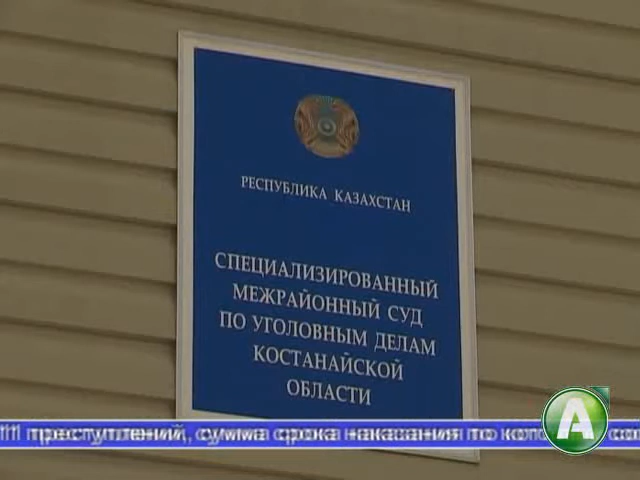 РЕСПУБЛИКА КАЗАХСТАН
СПЕЦИАЛИЗИРОВАННЫЙ
МЕЖРАЙОННЫЙ СУД
ПО УГОЛОВНЫМ ДЕЛАМ
КОСТАНАЙСКОЙ
ОБЛАСТИ
преступлений, сумма срока наказания по
А